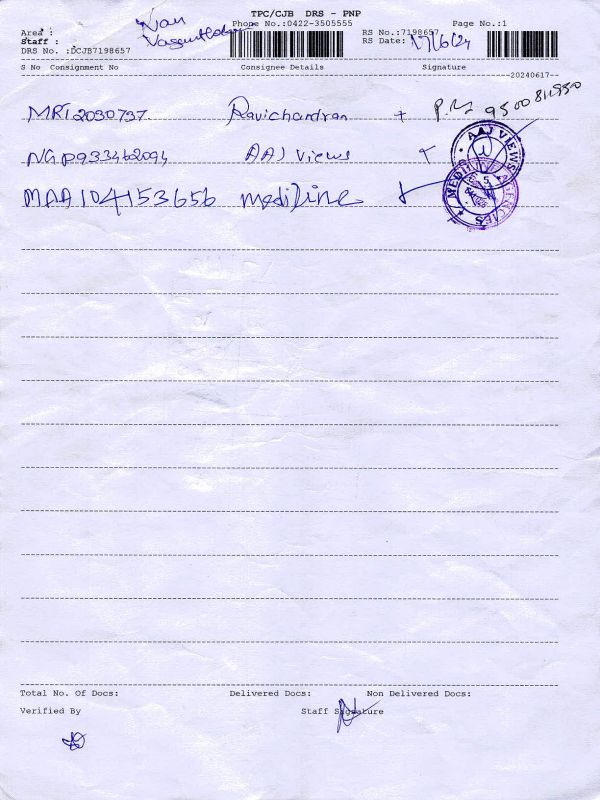 TPC/CJB DRS - PNP
Phone No.:0422-3505555 Page No.:1
Area :
Staff :
RS No.:7198657
DRS No. :DCJB7198657
RS Date: 17/6/24
S No Consignment No Consignee Details Signature
--20240617--
MRI2030737 Ravichandran + P.R
NGP933462094 AAJ Views
MAA104153656 mediline
AAJ VIEWS
AGENCIES
Total No. Of Docs: Delivered Docs: Non Delivered Docs:
Verified By Staff Signature